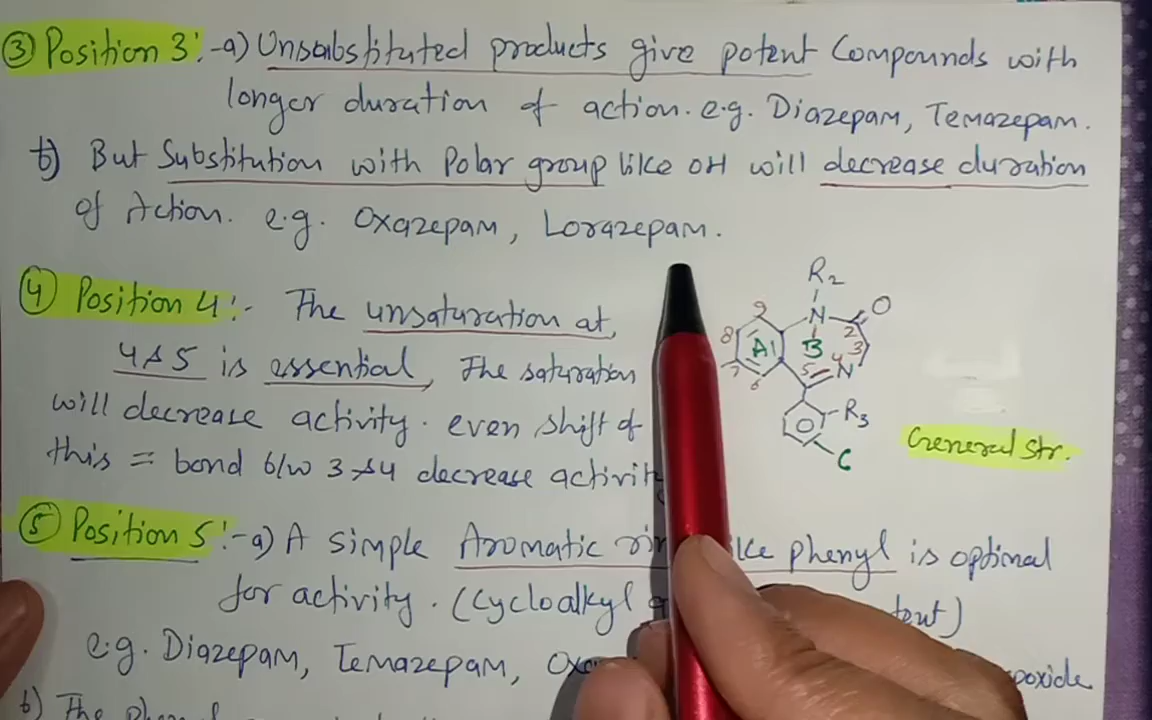 ③ Position 3:- a) Unsubstituted products give potent Compounds with
longer duration of action. e.g. Diazepam, Temazepam.
b) But Substitution with Polar group like OH will decrease duration
of Action. e.g. Oxazepam, Lorazepam.
④ Position 4:- The unsaturation at
4 & 5 is essential, The saturation
will decrease activity. even shift of
this = bond b/w 3 & 4 decrease
R2
N
O
9
8
A
B
2
3
4
N
5
7
6
R3
C
General Str.
⑤ Position 5:- a) A simple Aromatic phenyl is optimal
for activity. (Cycloalkyl
e.g. Diazepam, Temazepam,
b) The